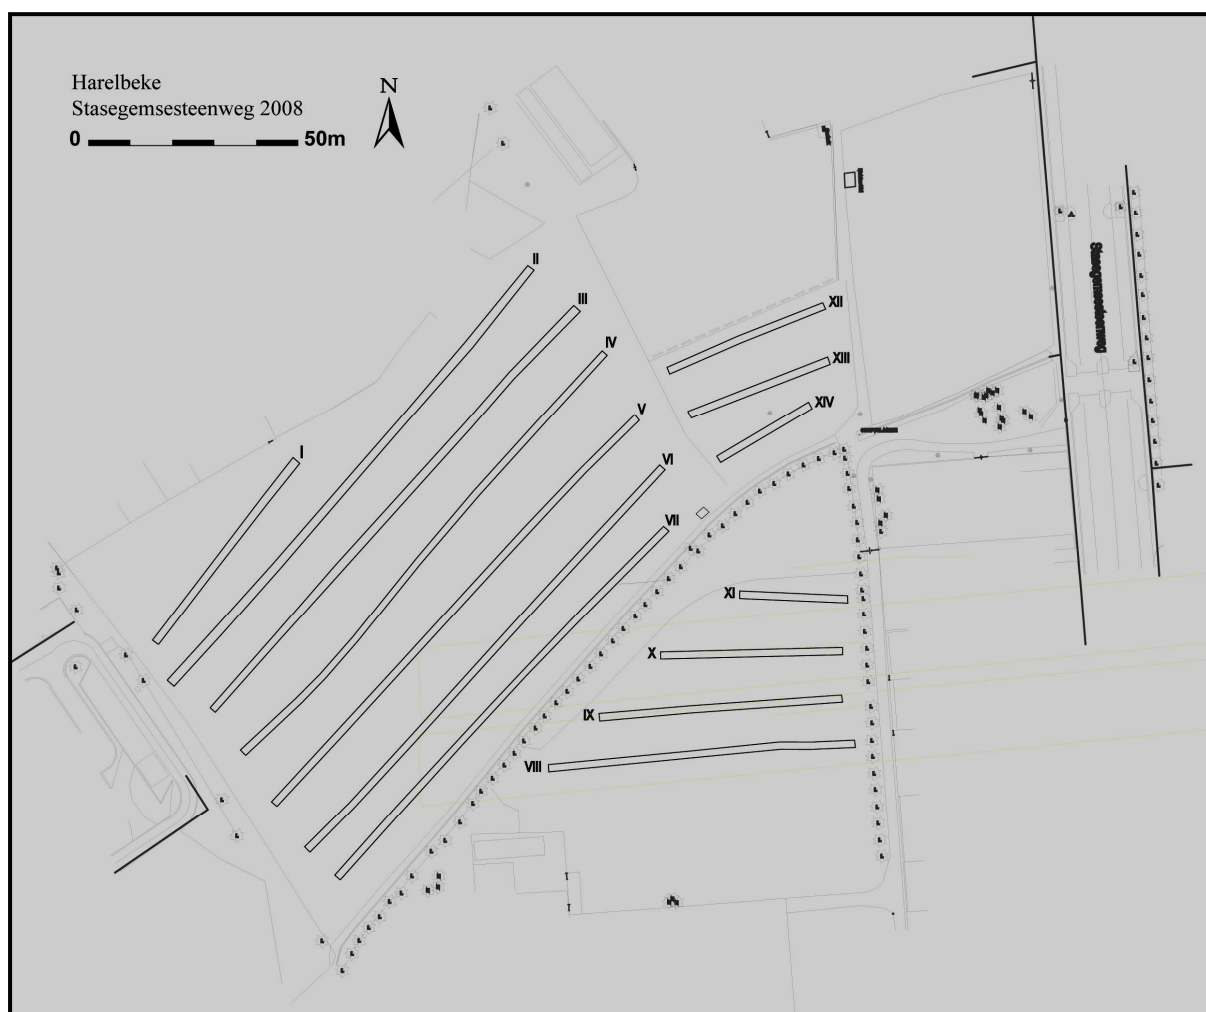 Harelbeke
Stasegemsesteenweg 2008
N
0 50m
II
III
XII
IV
XIII
XIV
V
I
VI
VII
XI
X
IX
VIII
Stasegemsesteenweg